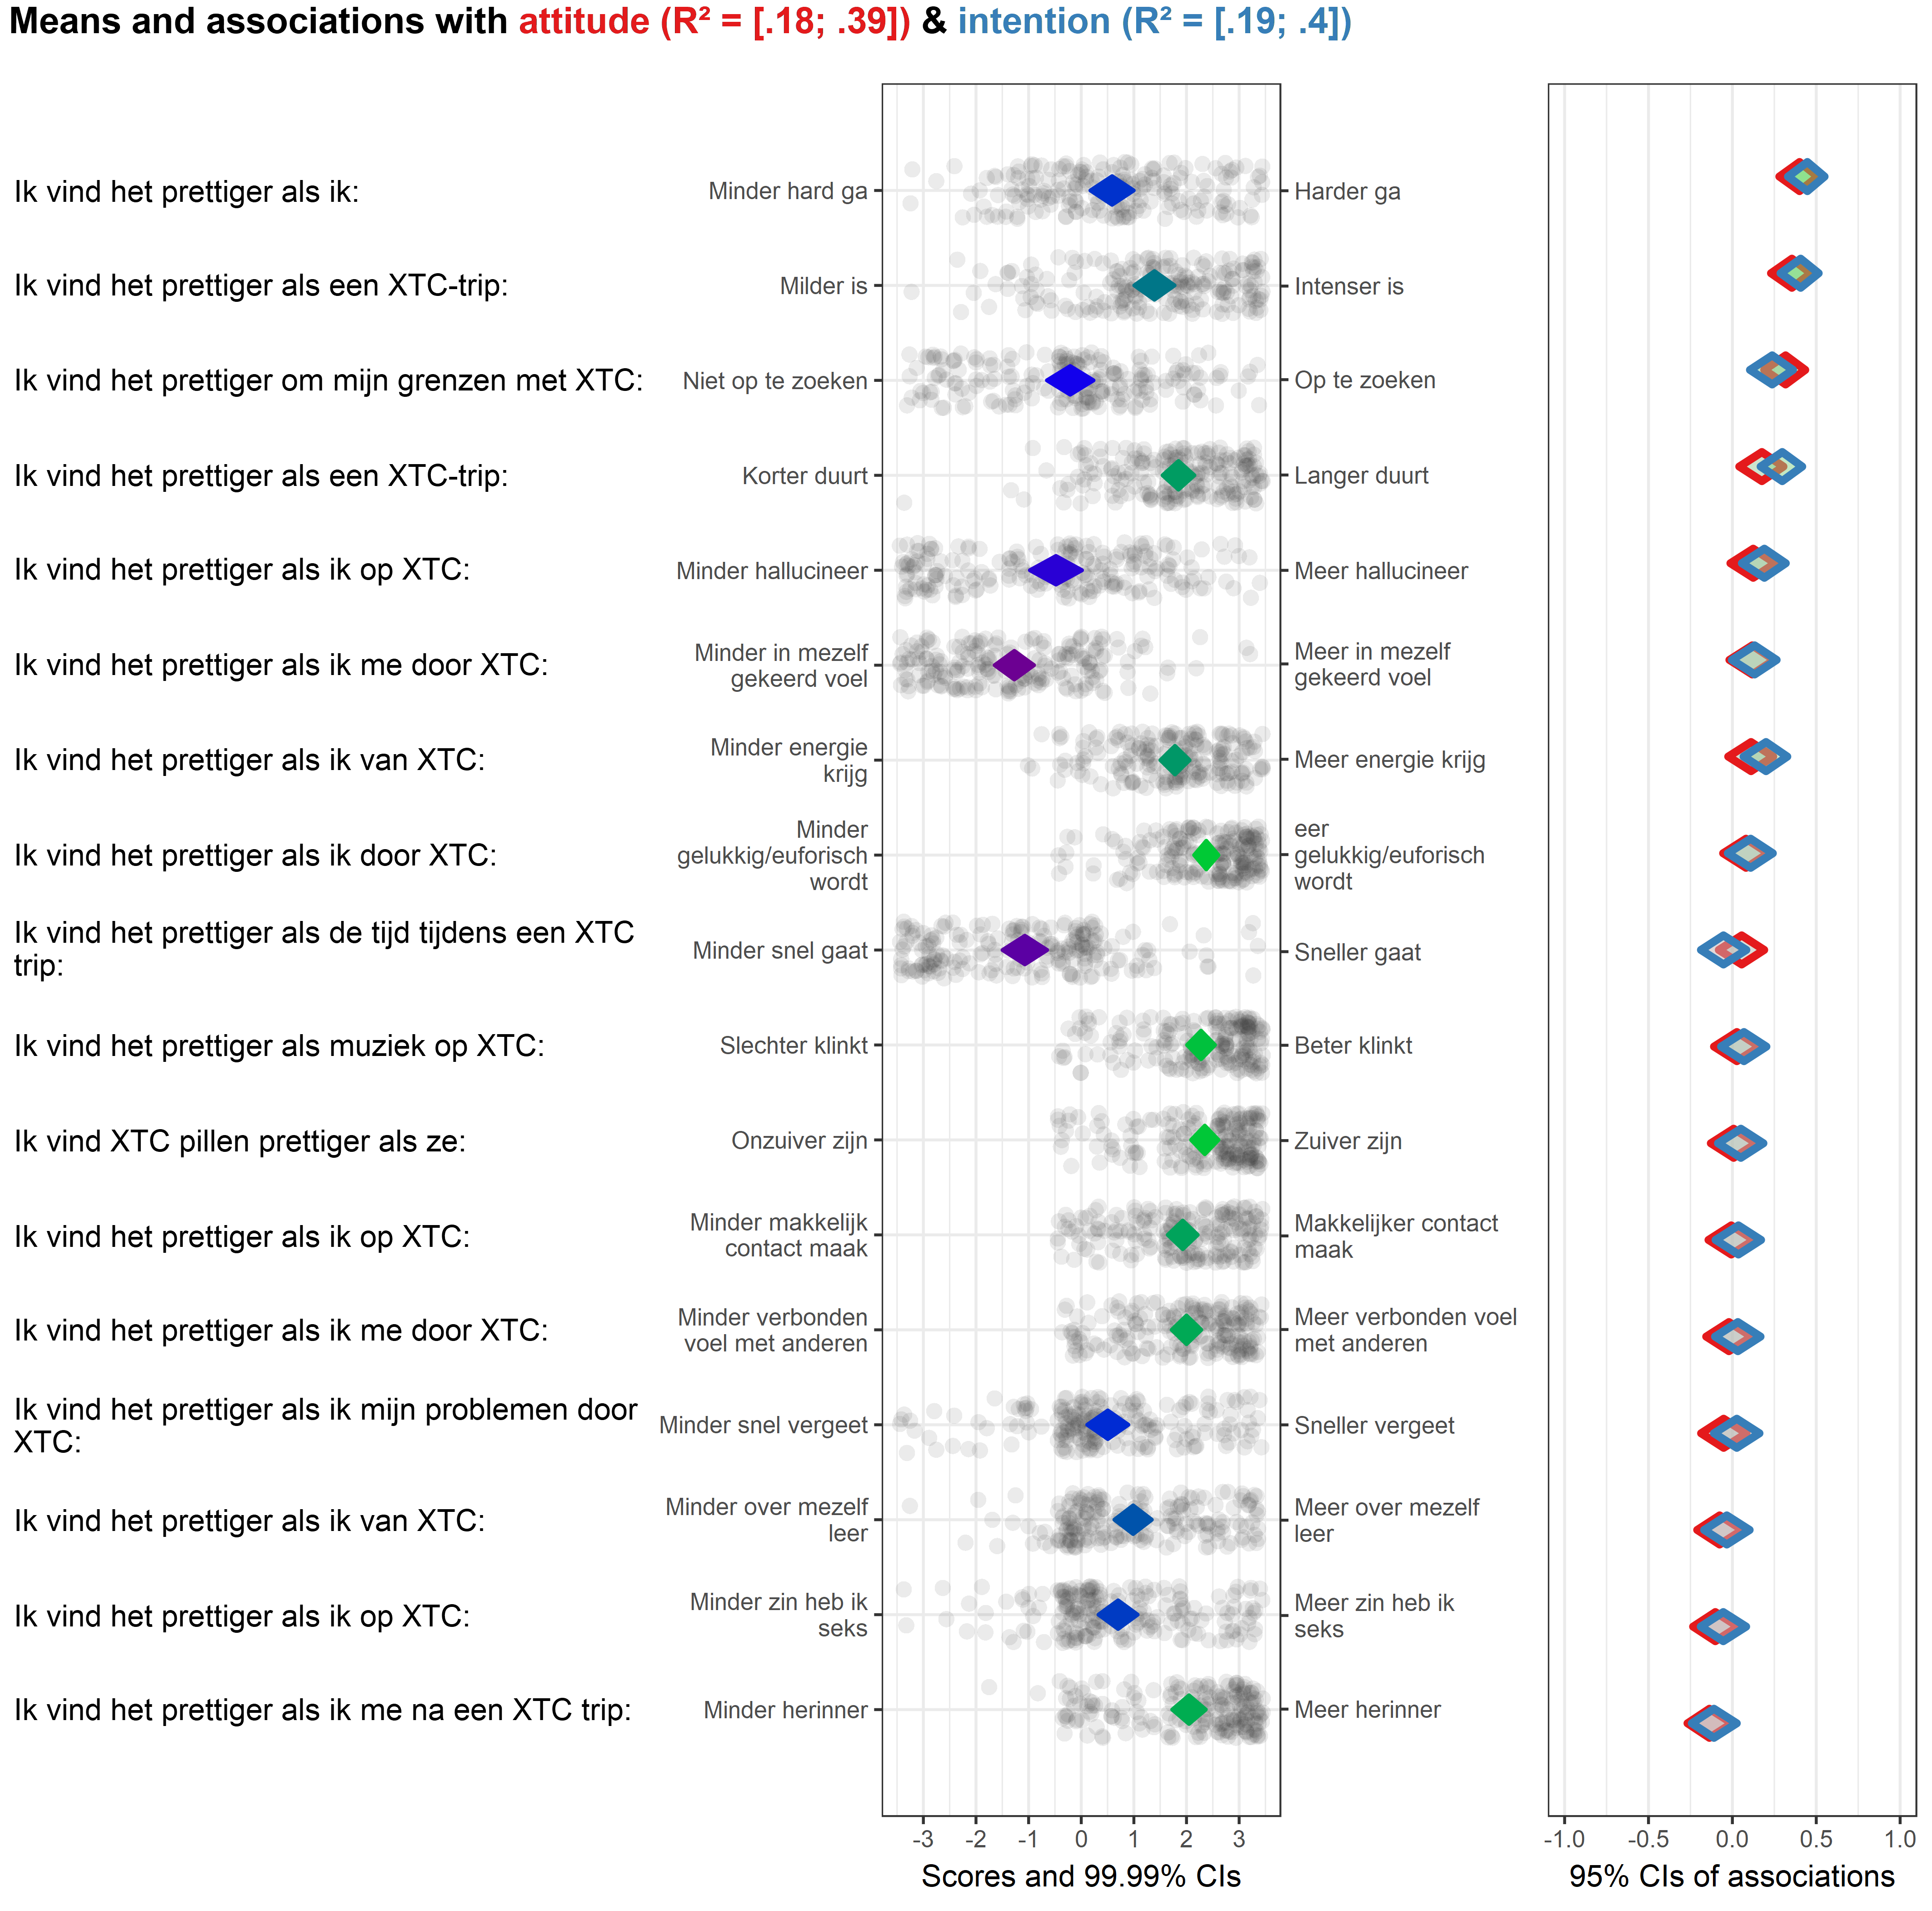 Means and associations with attitude (R² = [.18; .39]) & intention (R² = [.19; .4])
Ik vind het prettiger als ik:
Minder hard ga
Harder ga
Ik vind het prettiger als een XTC-trip:
Milder is
Intenser is
Ik vind het prettiger om mijn grenzen met XTC:
Niet op te zoeken
Op te zoeken
Ik vind het prettiger als een XTC-trip:
Korter duurt
Langer duurt
Ik vind het prettiger als ik op XTC:
Minder hallucineer
Meer hallucineer
Ik vind het prettiger als ik me door XTC:
Minder in mezelf
gekeerd voel
Meer in mezelf
gekeerd voel
Ik vind het prettiger als ik van XTC:
Minder energie
krijg
Meer energie krijg
Ik vind het prettiger als ik door XTC:
Minder
gelukkig/euforisch
wordt
eer
gelukkig/euforisch
wordt
Ik vind het prettiger als de tijd tijdens een XTC
trip:
Minder snel gaat
Sneller gaat
Ik vind het prettiger als muziek op XTC:
Slechter klinkt
Beter klinkt
Ik vind XTC pillen prettiger als ze:
Onzuiver zijn
Zuiver zijn
Ik vind het prettiger als ik op XTC:
Minder makkelijk
contact maak
Makkelijker contact
maak
Ik vind het prettiger als ik me door XTC:
Minder verbonden
voel met anderen
Meer verbonden voel
met anderen
Ik vind het prettiger als ik mijn problemen door
XTC:
Minder snel vergeet
Sneller vergeet
Ik vind het prettiger als ik van XTC:
Minder over mezelf
leer
Meer over mezelf
leer
Ik vind het prettiger als ik op XTC:
Minder zin heb ik
seks
Meer zin heb ik
seks
Ik vind het prettiger als ik me na een XTC trip:
Minder herinner
Meer herinner
-3 -2 -1 0 1 2 3
Scores and 99.99% CIs
-1.0 -0.5 0.0 0.5 1.0
95% CIs of associations